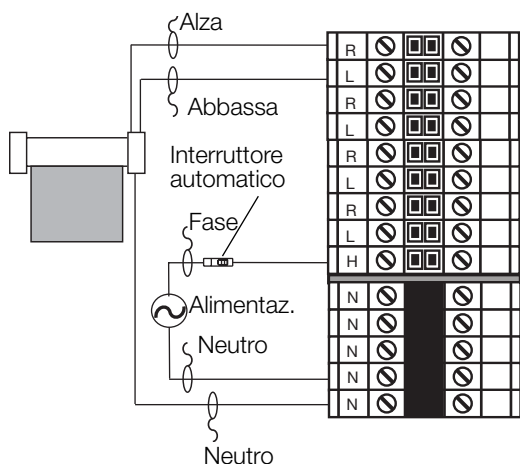 Alza
R
L
Abbassa
R
L
Interruttore
automatico
R
L
R
Fase
L
H
Alimentaz.
N
N
Neutro
N
N
N
Neutro